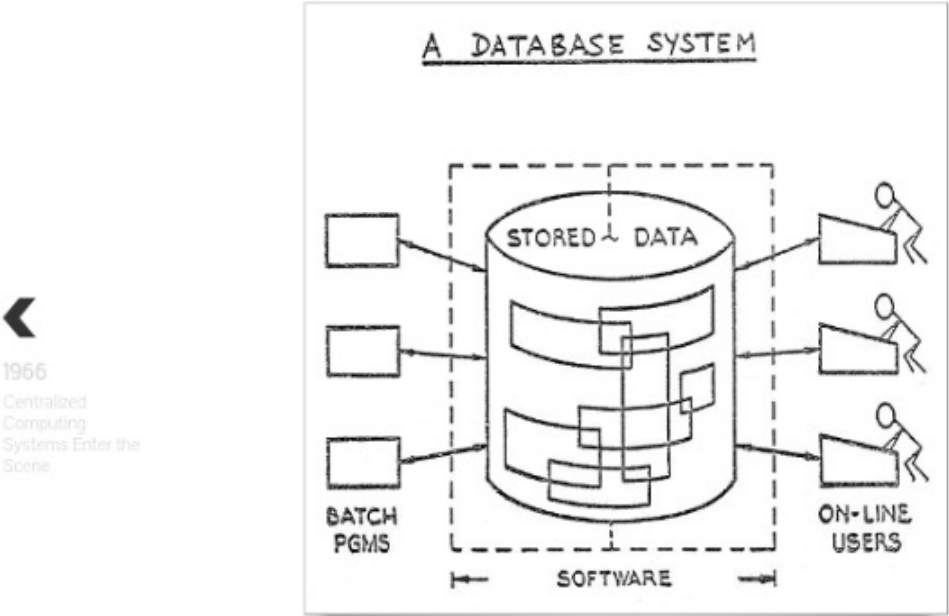 A DATABASE SYSTEM
STORED ~ DATA
BATCH
PGMS
ON-LINE
USERS
SOFTWARE
1966
Centralized
Computing
Systems Enter the
Scene